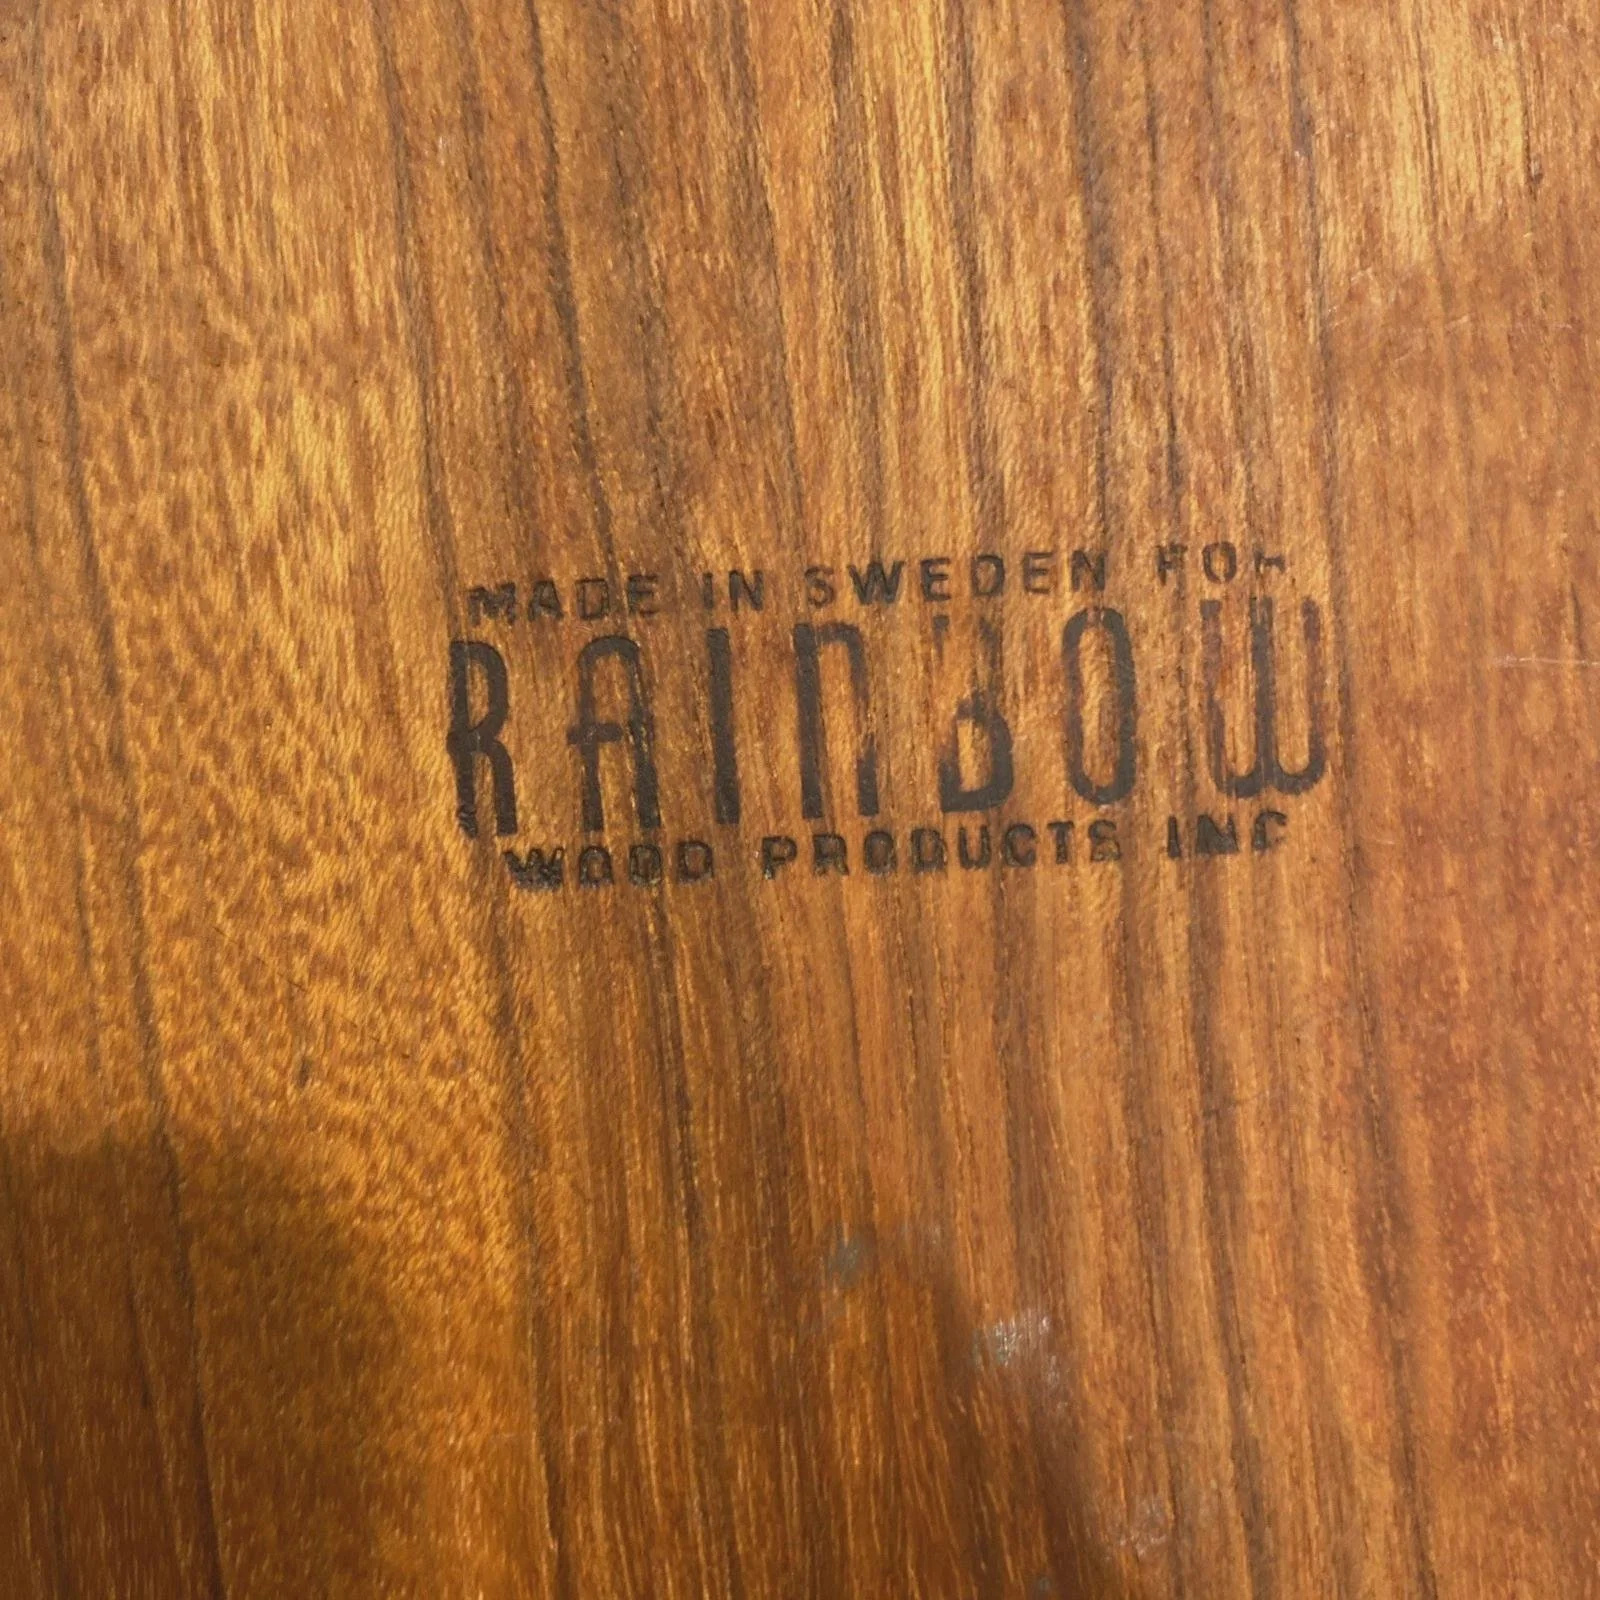 MADE IN SWEDEN FOR
RAINBOW
WOOD PRODUCTS INC